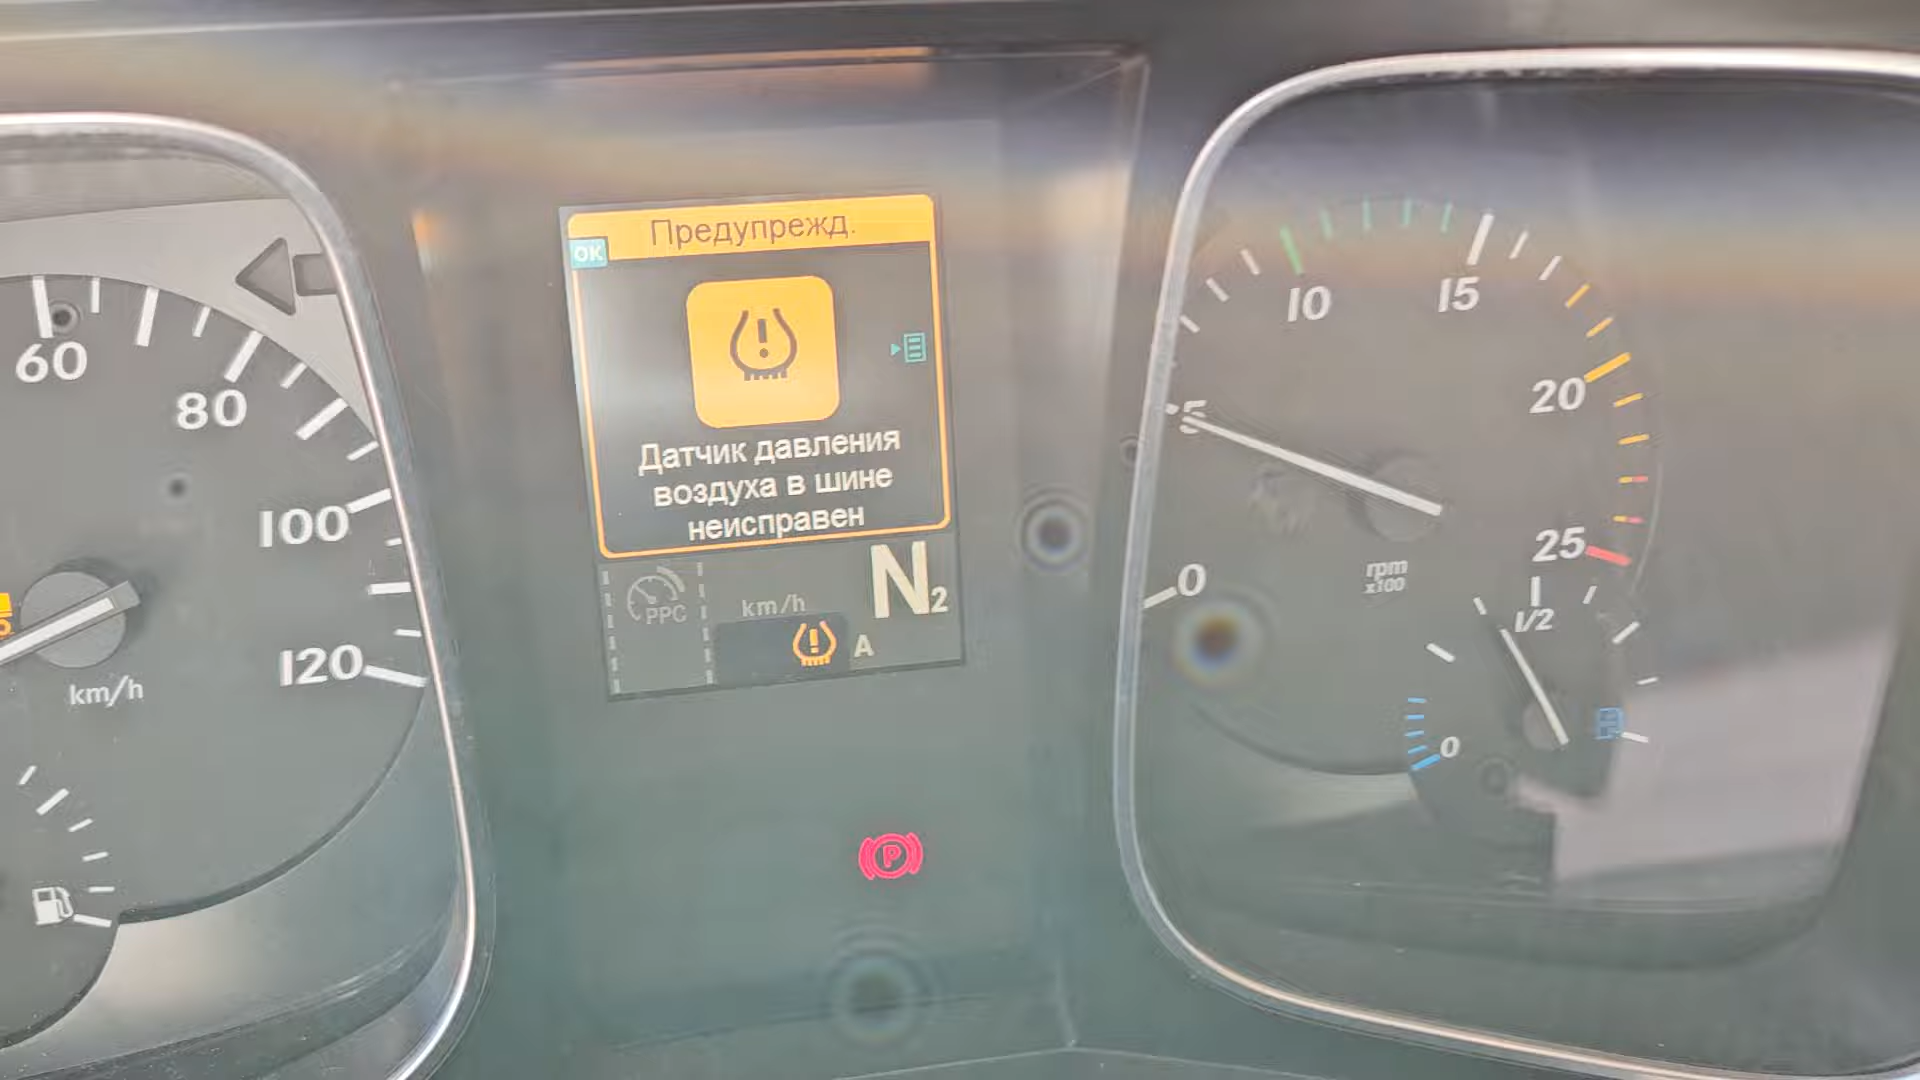 Предупрежд.
OK
Датчик давления
воздуха в шине
неисправен
PPC
km/h
N2
A
60
80
100
120
km/h
P
0
5
10
15
20
25
rpm
x100
1/2
0